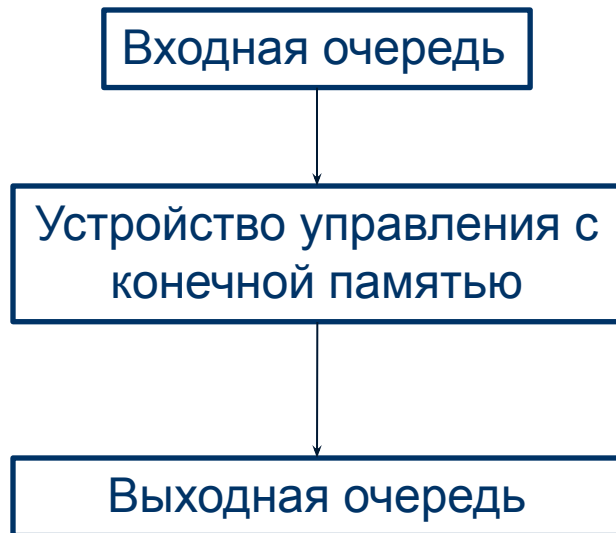 Входная очередь
Устройство управления с
конечной памятью
Выходная очередь